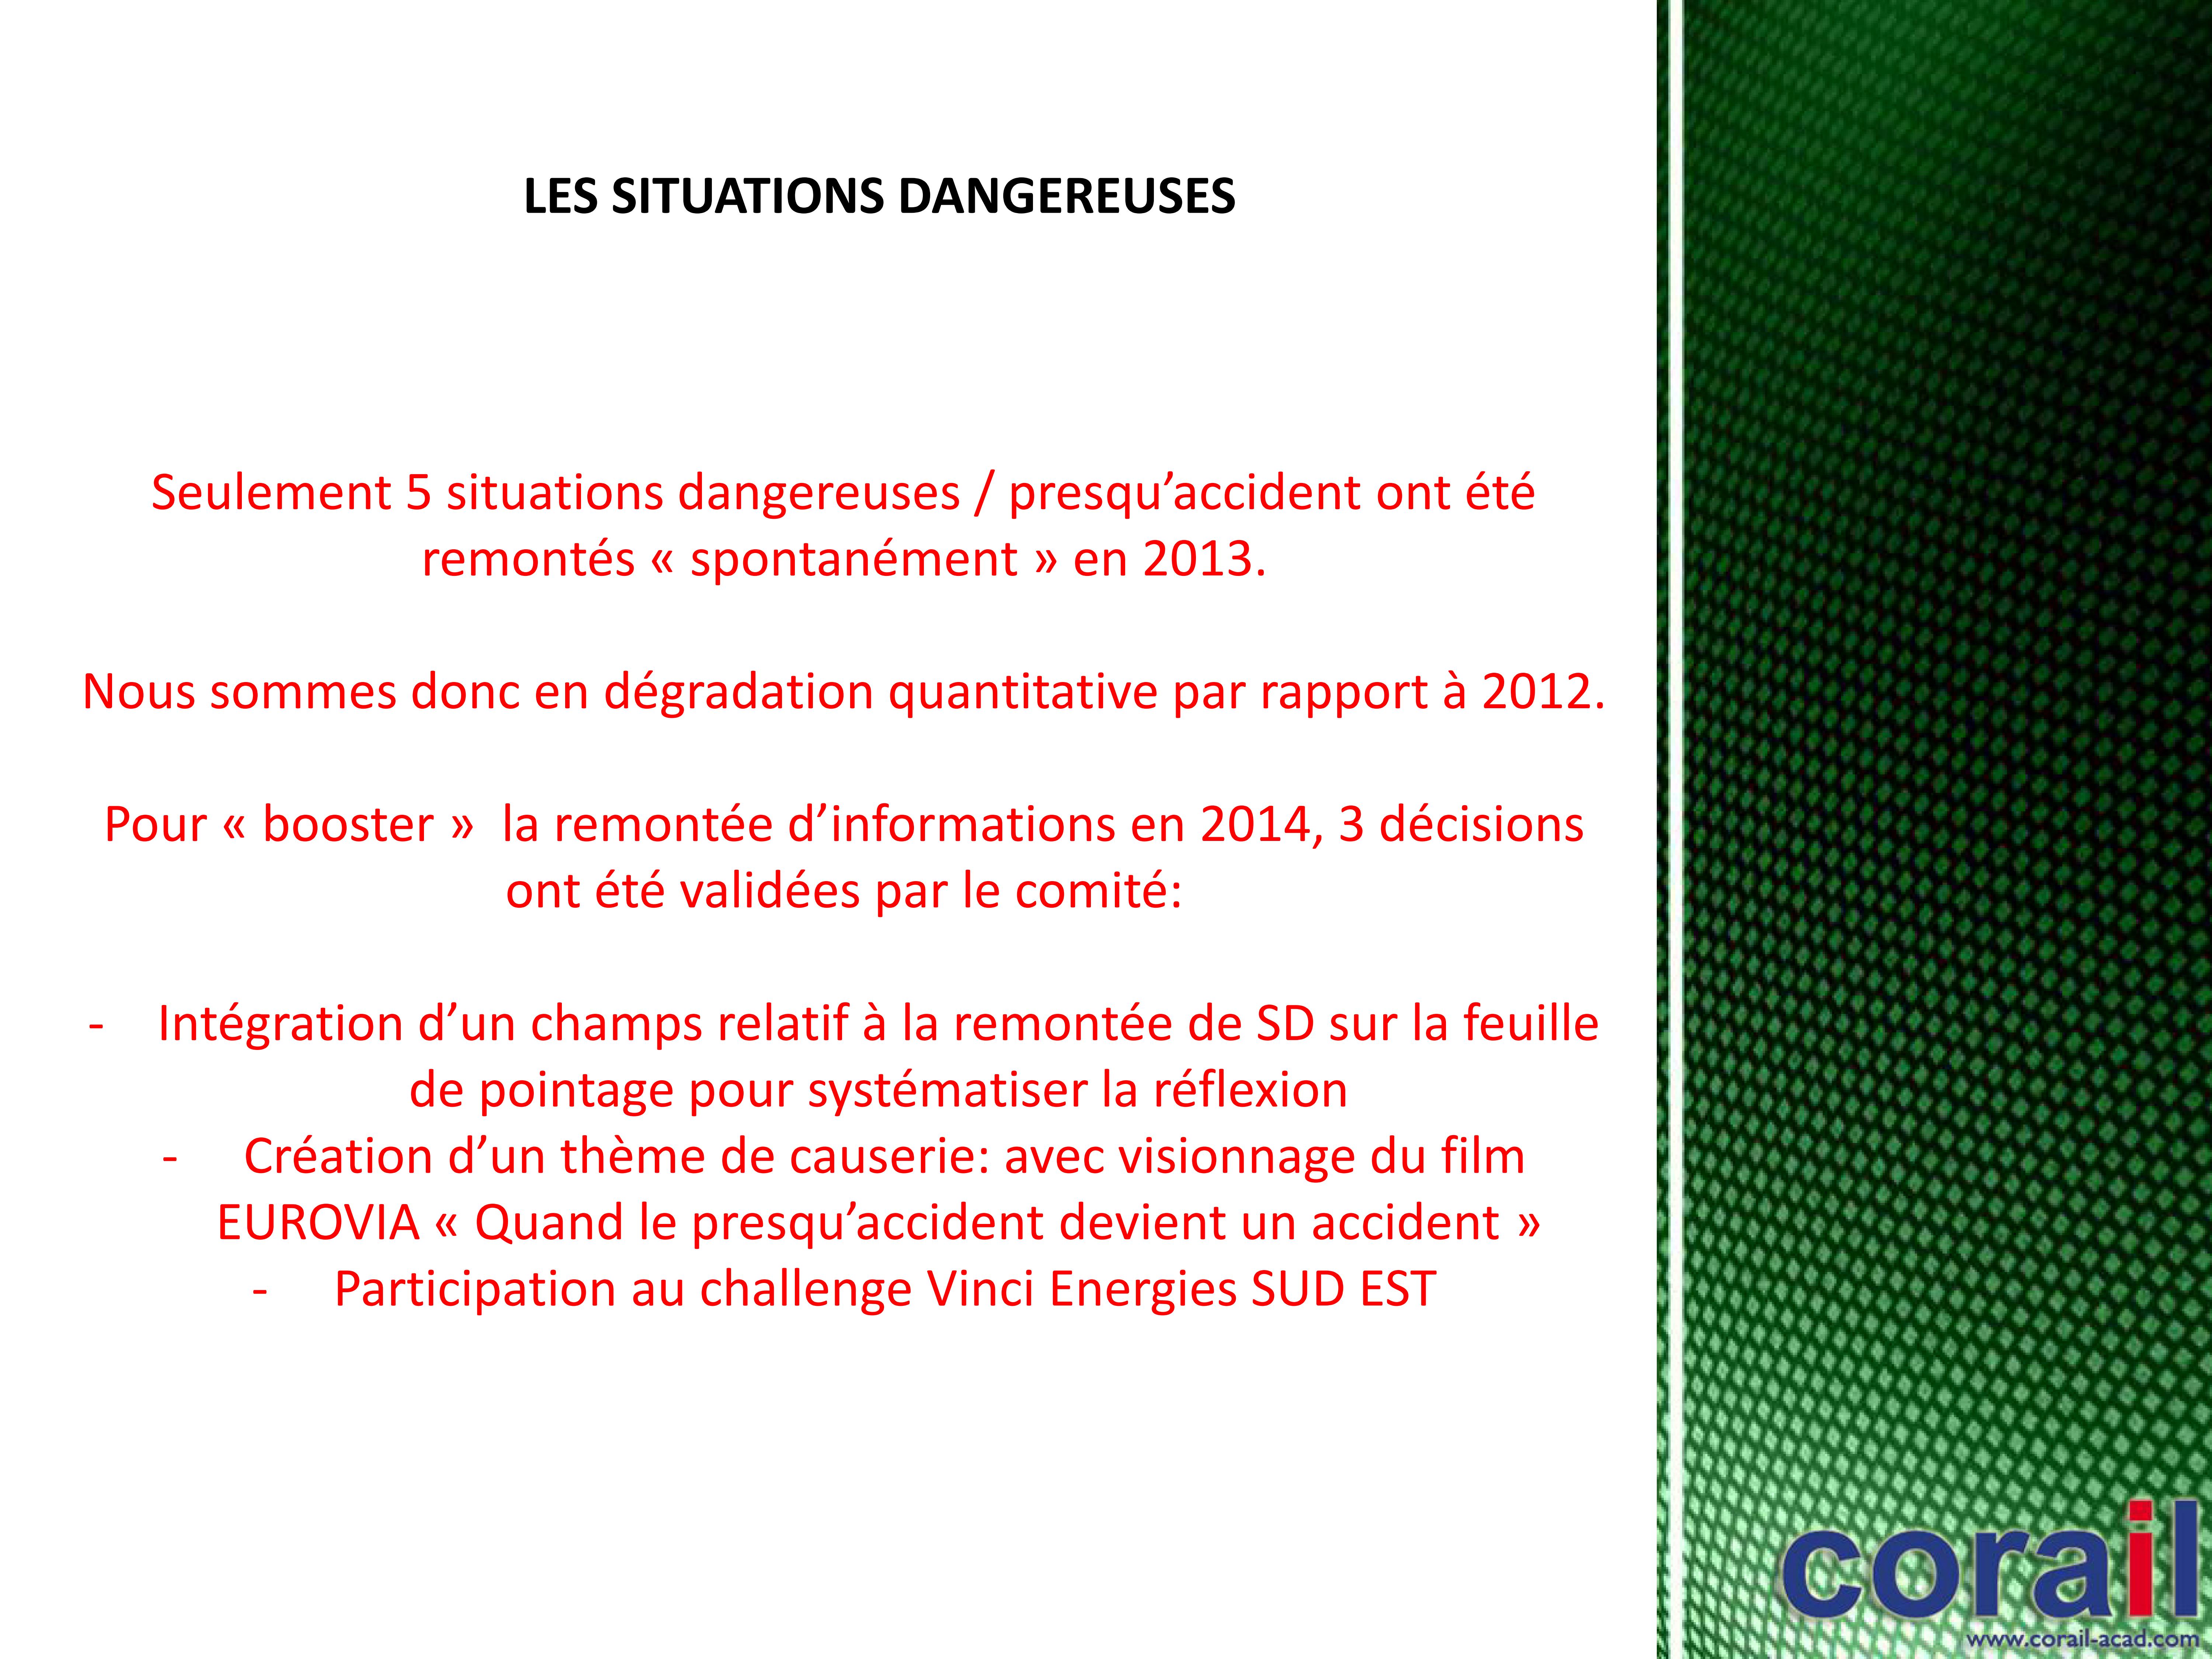 LES SITUATIONS DANGEREUSES
Seulement 5 situations dangereuses / presqu’accident ont été
remontés « spontanément » en 2013.
Nous sommes donc en dégradation quantitative par rapport à 2012.
Pour « booster »  la remontée d’informations en 2014, 3 décisions
ont été validées par le comité:
- Intégration d’un champs relatif à la remontée de SD sur la feuille
de pointage pour systématiser la réflexion
- Création d’un thème de causerie: avec visionnage du film
EUROVIA « Quand le presqu’accident devient un accident »
- Participation au challenge Vinci Energies SUD EST
corail
www.corail-acad.com